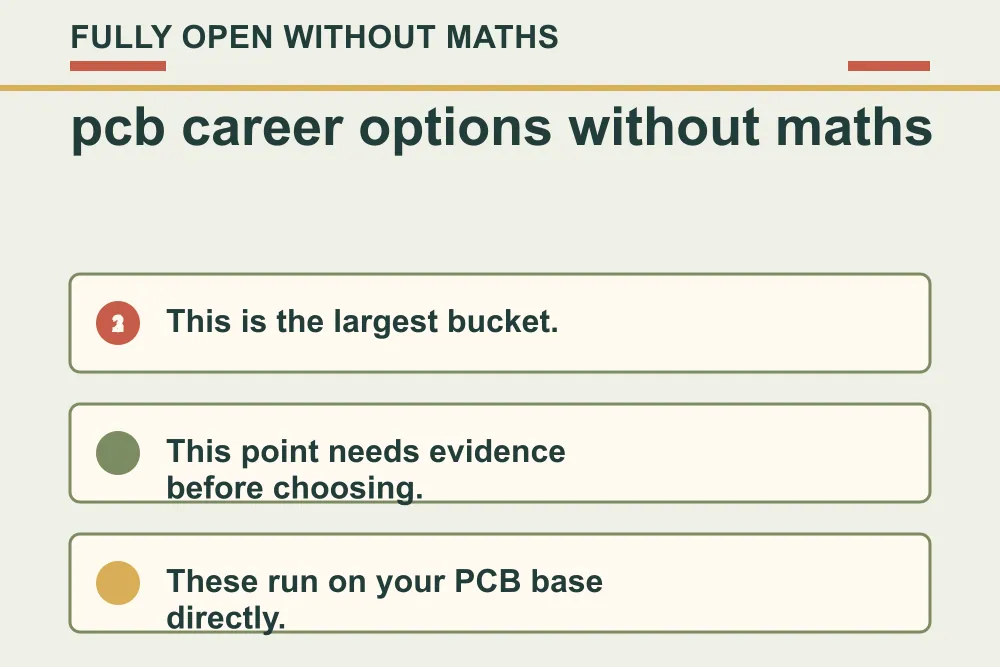 FULLY OPEN WITHOUT MATHS
pcb career options without maths
This is the largest bucket.
This point needs evidence
before choosing.
These run on your PCB base
directly.